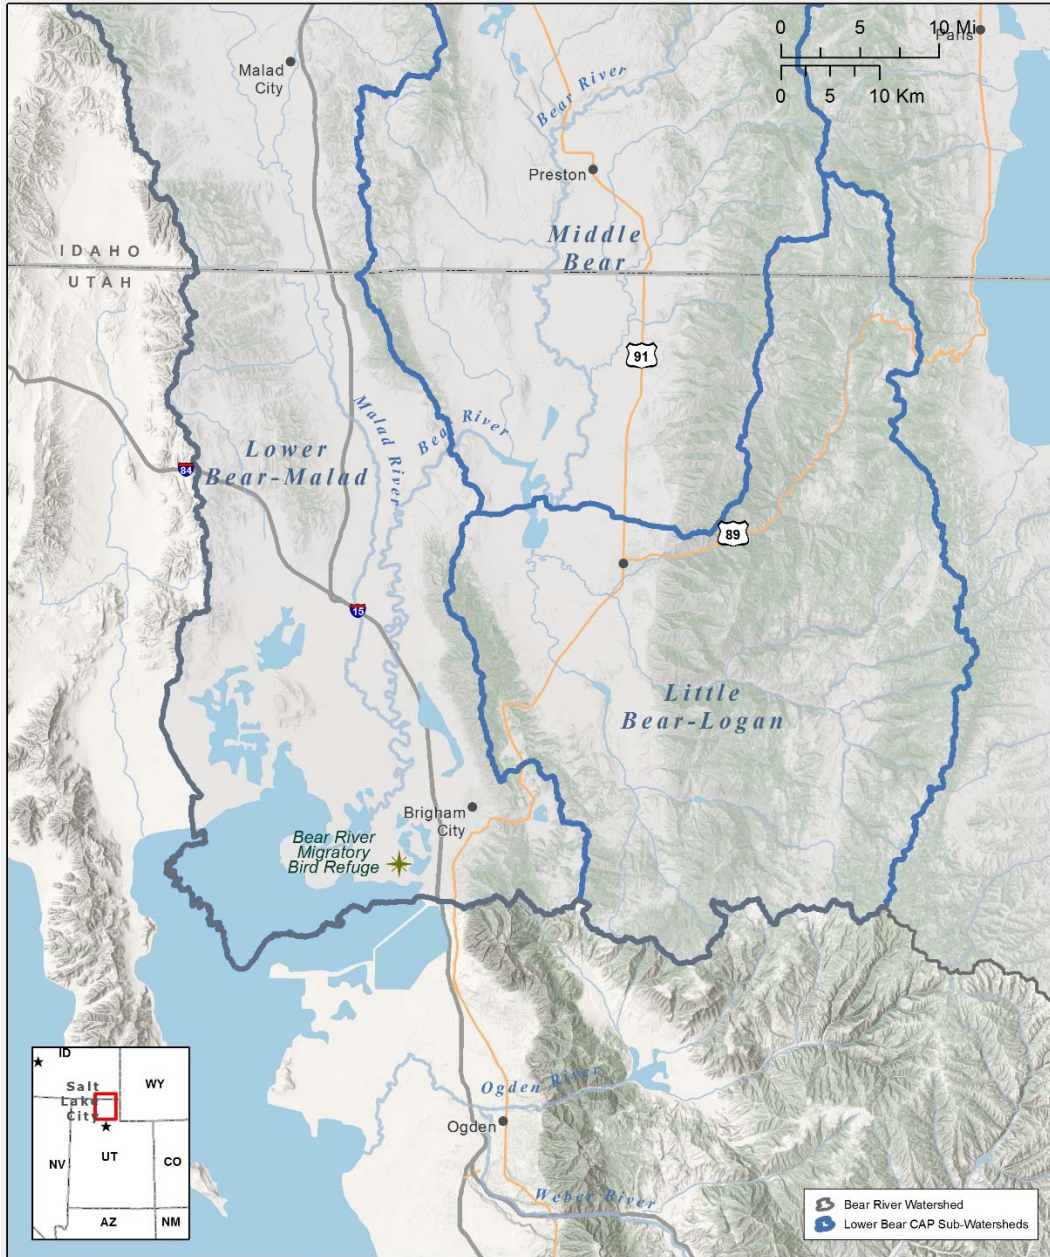 0 5 10 Mi
Paris
0 5 10 Km
Malad
City
Bear River
Preston
Middle
Bear
IDAHO
UTAH
91
Malad River
Bear River
Lower
Bear-Malad
84
89
15
Little
Bear-Logan
Brigham
City
Bear River
Migratory
Bird Refuge
Ogden River
Ogden
Weber River
ID
WY
Salt
Lake
City
UT
NV
CO
AZ
NM
Bear River Watershed
Lower Bear CAP Sub-Watersheds